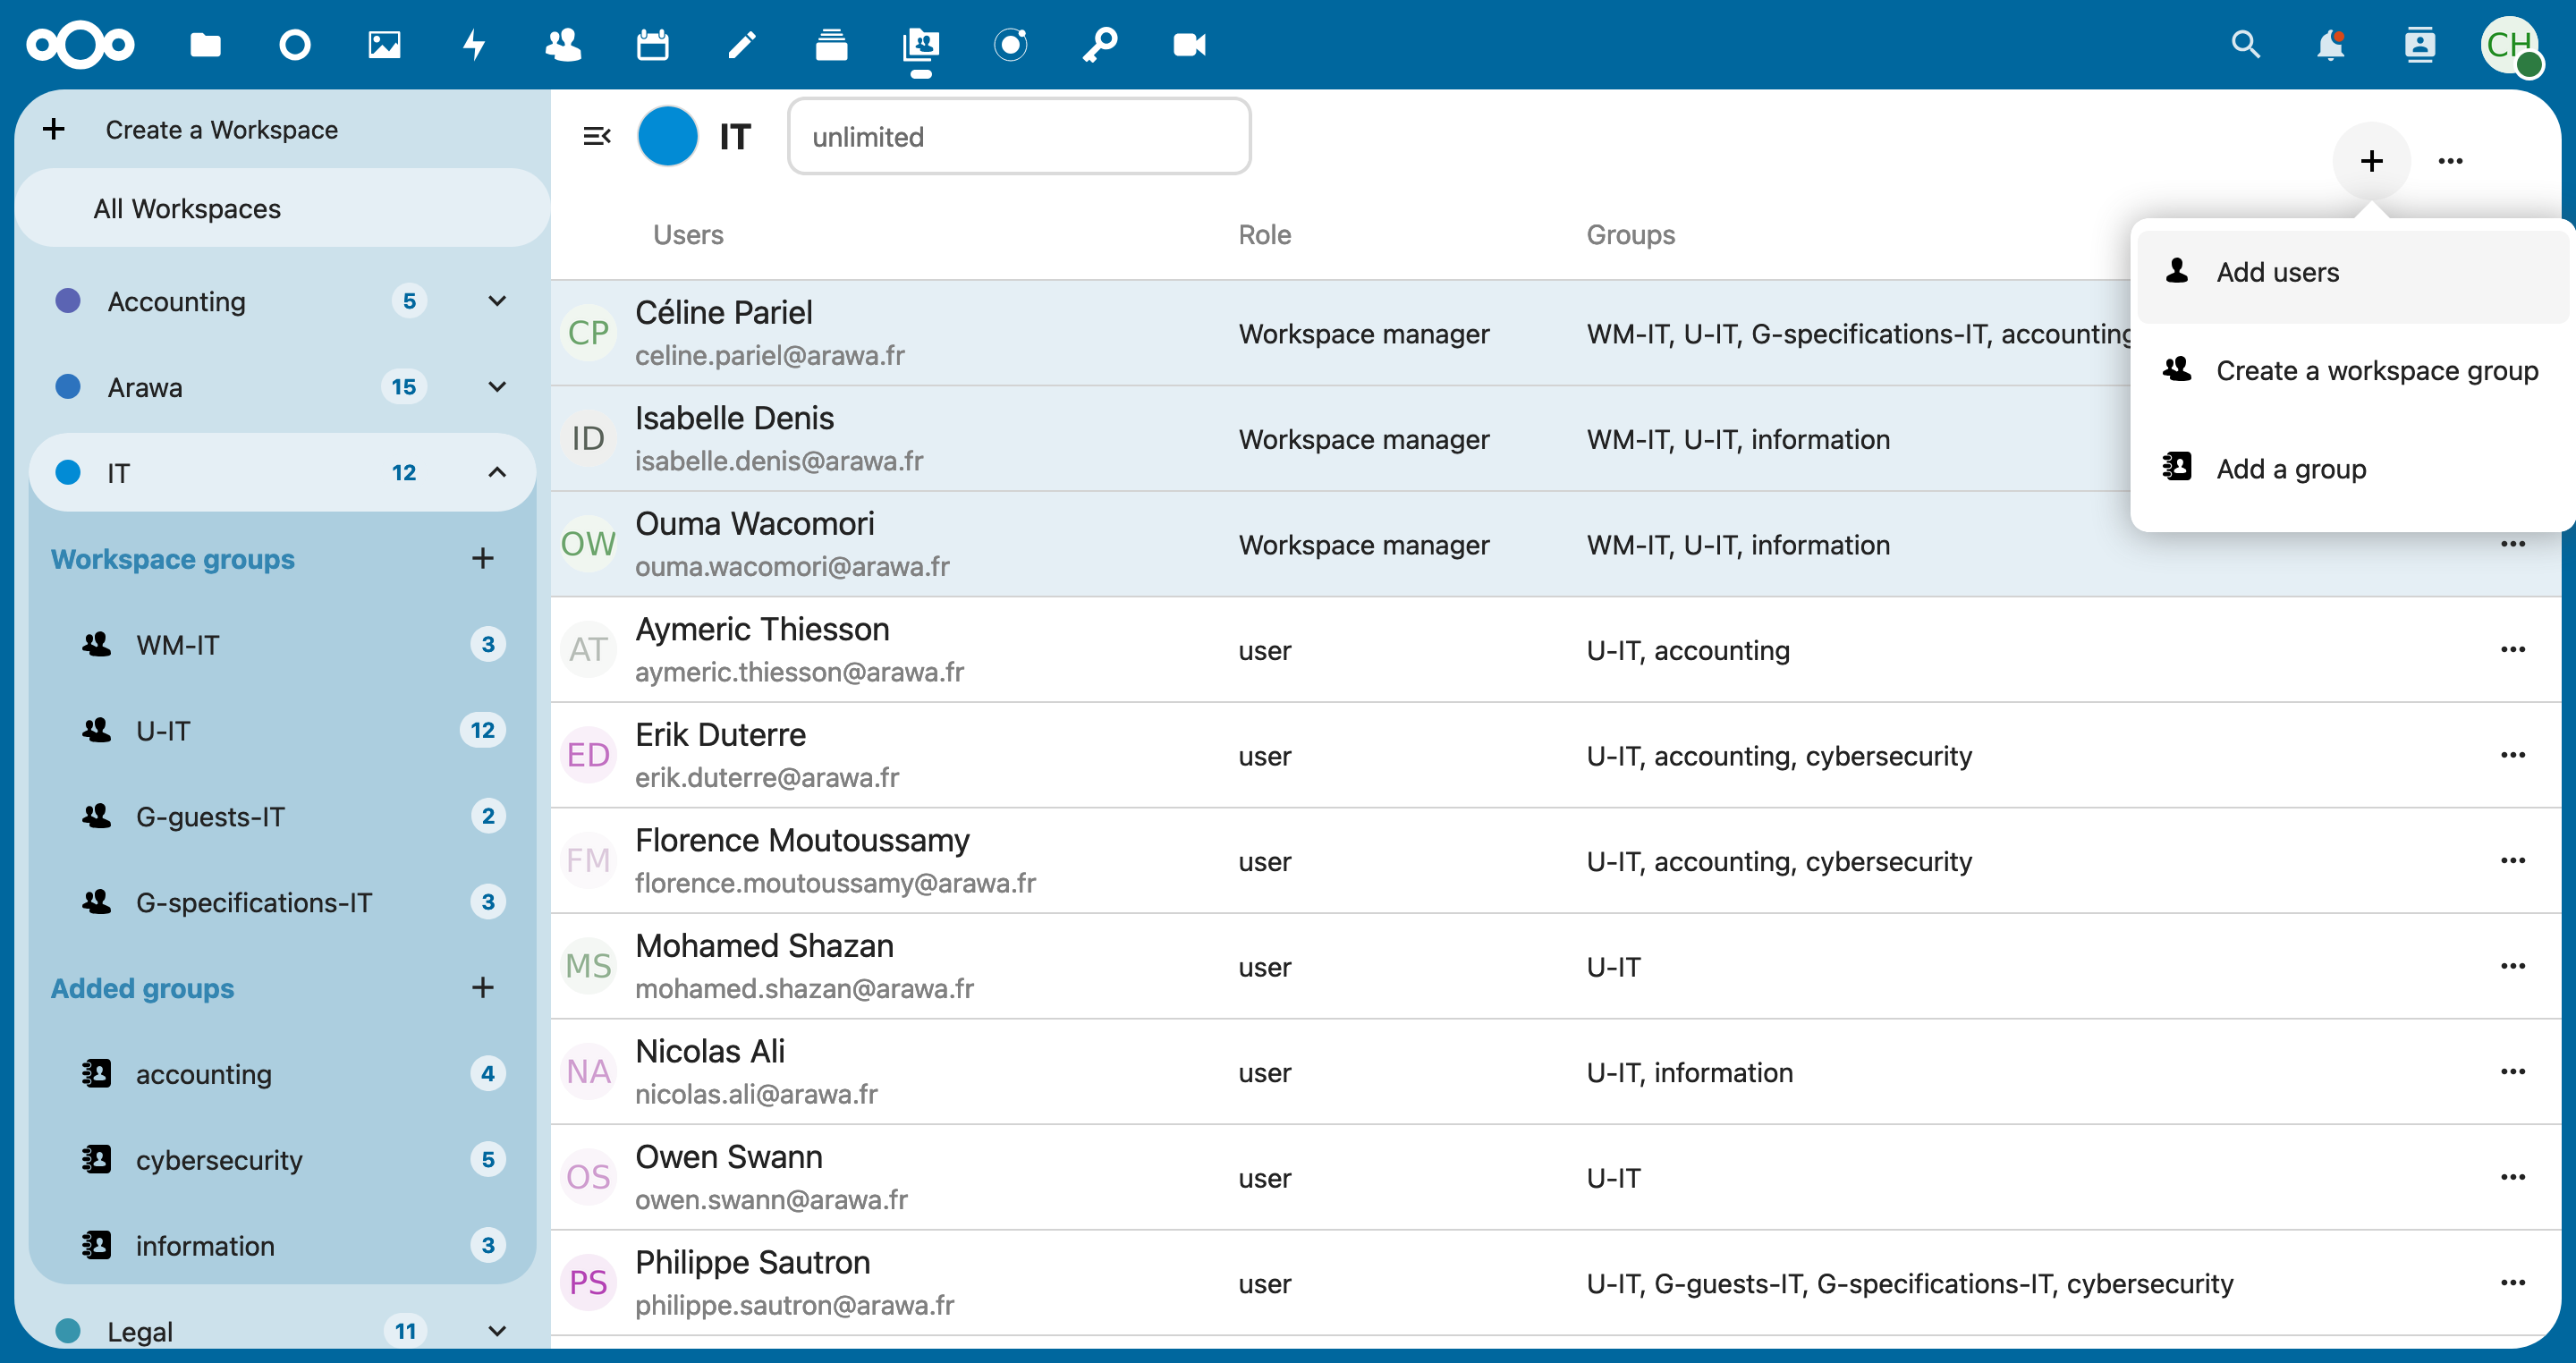 CH
Create a Workspace
All Workspaces
Accounting 5
Arawa 15
IT 12
Workspace groups
WM-IT 3
U-IT 12
G-guests-IT 2
G-specifications-IT 3
Added groups
accounting 4
cybersecurity 5
information 3
Legal 11
IT unlimited
Users Role Groups
CP Céline Pariel
celine.pariel@arawa.fr
Workspace manager WM-IT, U-IT, G-specifications-IT, accounting
ID Isabelle Denis
isabelle.denis@arawa.fr
Workspace manager WM-IT, U-IT, information
OW Ouma Wacomori
ouma.wacomori@arawa.fr
Workspace manager WM-IT, U-IT, information
AT Aymeric Thiesson
aymeric.thiesson@arawa.fr
user U-IT, accounting
ED Erik Duterre
erik.duterre@arawa.fr
user U-IT, accounting, cybersecurity
FM Florence Moutoussamy
florence.moutoussamy@arawa.fr
user U-IT, accounting, cybersecurity
MS Mohamed Shazan
mohamed.shazan@arawa.fr
user U-IT
NA Nicolas Ali
nicolas.ali@arawa.fr
user U-IT, information
OS Owen Swann
owen.swann@arawa.fr
user U-IT
PS Philippe Sautron
philippe.sautron@arawa.fr
user U-IT, G-guests-IT, G-specifications-IT, cybersecurity
Add users
Create a workspace group
Add a group